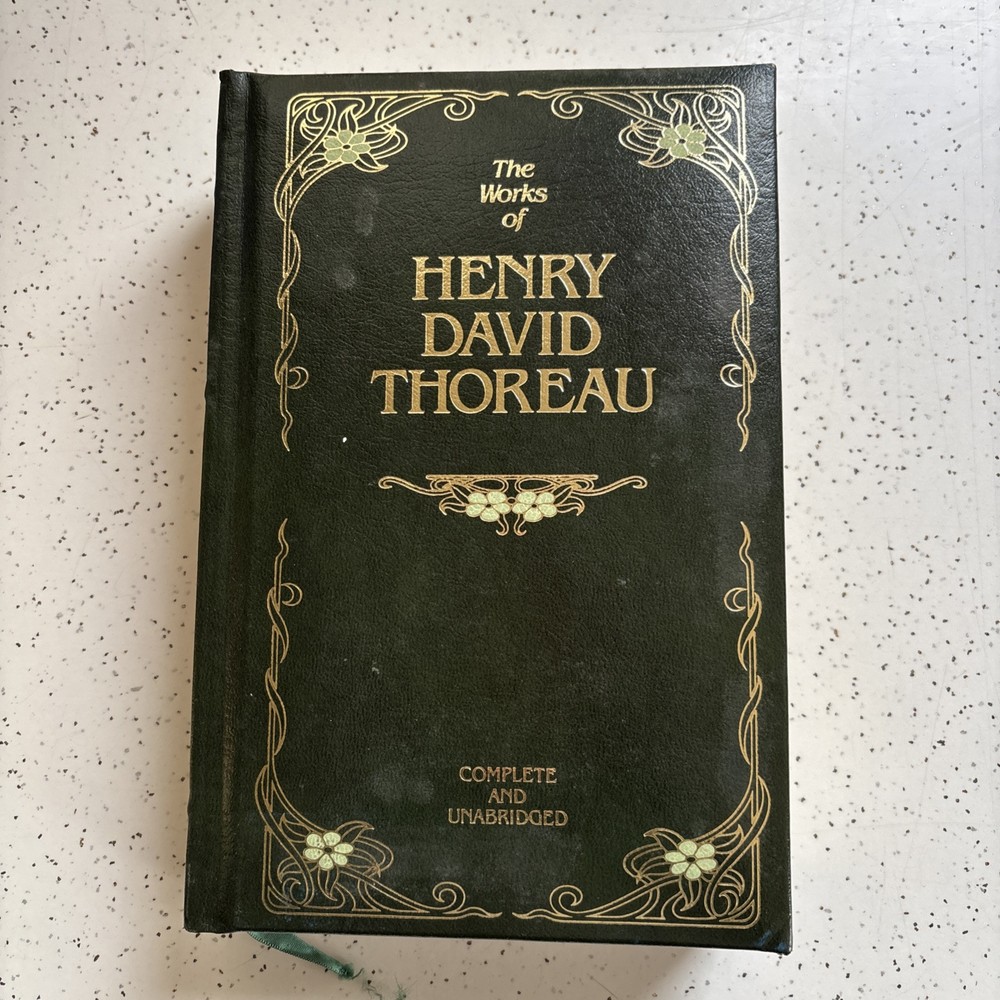 The
Works
of
HENRY
DAVID
THOREAU
COMPLETE
AND
UNABRIDGED